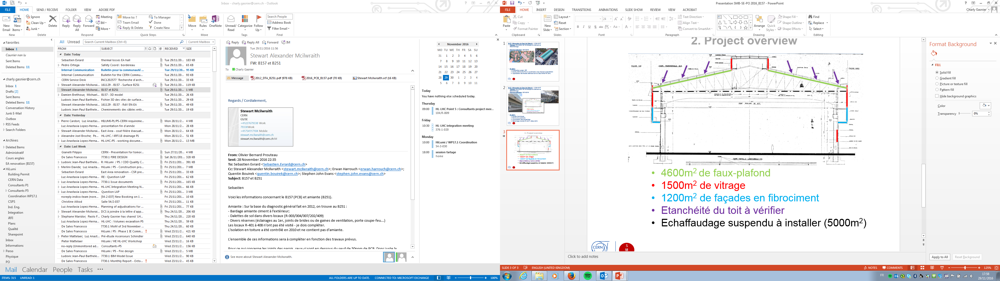 Inbox - charly.gasnier@cern.ch - Outlook
FILE HOME SEND / RECEIVE FOLDER VIEW ADOBE PDF
New Email New Items Ignore Clean Up Junk Delete Reply Reply All Forward Meeting IM More
Move to: ? Team Email Reply & Delete To Manager Done Create New
Move Rules OneNote Unread/ Read Categorize Follow Up Search People Address Book Filter Email
New Delete Respond Quick Steps Move Tags Find
Favorites
Inbox 1
Courrier non lu
Sent Items
Deleted Items 11
charly.gasnier@cern.ch
Inbox 1
Drafts [2]
Sent Items
Deleted Items 11
Conversation History
Junk E-Mail
Outbox
RSS Feeds
Search Folders
Archives
Deleted Items
Administratif
Cours anglais
EA renovation (B157)
HiLumi
Building Permit
CERN Data
Consultants P1
Consultants P5
Coordination WP17.1
CSPS
Ind. Eng.
Integration
iRFI
Plans
Qualité
Sharepoint
Inbox
Informations
Perso
Physique
PO
All Unread Search Current Mailbox (Ctrl+E) Current Mailbox
FROM SUBJECT RECEIVED SIZE
Date: Today
Sebastien Evrard thermal losses EA hall Tue 29/11/20... 183 KB
Pedro Ortega Safety Coord : bordereau Tue 29/11/20... 65 KB
Internal Communication Bulletin pour la communauté ... Tue 29/11/20... 95 KB
Internal Communication Bulletin for the CERN Commu... Tue 29/11/20... 93 KB
CERN Service Desk INC1202577 "Recherche d'arch... Tue 29/11/20... 33 KB
Stewart Alexander Mcilwrai... 161129 - B157 - Surface B251 Tue 29/11/20... 119 KB
Stewart Alexander Mcilwrai... B157 et B251 Tue 29/11/20... 1 MB
Damien Brethoux; Michael... B157 : 3D model Tue 29/11/20... 26 KB
Ludovic Jean-Paul Barthele... Fichier 3D des sites de surface... Tue 29/11/20... 29 KB
Stewart Alexander Mcilwrai... 161129 - B157 - RdV EN-EA Tue 29/11/20... 49 KB
Ludovic Jean-Paul Barthele... Cheminements des câbles entr... Tue 29/11/20... 19 KB
Date: Yesterday
Pierre Cardon; Luz Anastas... HILUMI-P1/P5-CERN requireme... Mon 28/11/2... 4 MB
Luz Anastasia Lopez-Herna... presentation fin d'année Mon 28/11/2... 28 KB
Stewart Alexander Mcilwrai... East Area - cout filière évacuat... Mon 28/11/2... 64 KB
Alexandre Joel Broche; Pe... HL-LHC / iRFI 18 drainage P1 Mon 28/11/2... 51 KB
Luz Anastasia Lopez-Herna... HL-LHC-P5 - working docume... Mon 28/11/2... 13 MB
Date: Last Week
Gianelli Filippo CERN - Presentation for tomor... Sun 27/11/20... 4 MB
De Salvo Francesco 7730.1 FIRE DESIGN Sat 26/11/201... 328 KB
Ludovic Jean-Paul Barthele... R: HiLumi / P5 / CDD Quality C... Fri 25/11/201... 391 KB
Merlini Davide; Luz Anasta... HiLumi / P5 - Construction pro... Fri 25/11/201... 7 MB
Sebastien Evrard East Area renovation - CSR pre... Fri 25/11/201... 33 KB
Luz Anastasia Lopez-Herna... RE : Question LAP Fri 25/11/201... 62 KB
Luz Anastasia Lopez-Herna... 7730.1 Issue documents Fri 25/11/201... 165 KB
Luz Anastasia Lopez-Herna... HL-LHC Integration Meeting N... Fri 25/11/201... 66 KB
Luz Anastasia Lopez-Herna... Question LAP Fri 25/11/201... 3 MB
noreply-indico-team (nore... [54-2-037] New Booking on 1 ... Fri 25/11/201... 10 KB
Christine Alliod Salle 54/2-037 Fri 25/11/201... 11 KB
Luz Anastasia Lopez-Herna... Planning of adjudications for ... Fri 25/11/201... 77 KB
Stewart Alexander Mcilwrai... DCS à joindre à la lettre d'app... Thu 24/11/20... 206 KB
Stephane Maridor; Paolo F... Charly Gasnier has shared 'LH... Thu 24/11/20... 220 KB
Luz Anastasia Lopez-Herna... HL-LHC : Volumes excavation P5 Thu 24/11/20... 59 KB
De Salvo Francesco 7730.1 MoM of 3rd November ... Thu 24/11/20... 60 KB
De Salvo Francesco HiLumi / P5 : Phase 1 IE Comm... Wed 23/11/2... 421 KB
Pieter Mattelaer; Luz Anast... Pré-étude Ascenseurs Schindler Wed 23/11/2... 640 KB
Pieter Mattelaer HiLumi / HE HL-LHC Workshop Wed 23/11/2... 16 KB
no-reply (Unmonitored ad... Consultants-P5 Wed 23/11/2... 156 KB
De Salvo Francesco HiLumi / P5 - Fire design Wed 23/11/2... 5 MB
Ludovic Jean-Paul Barthele... 7730.1 BIM Model Issue Wed 23/11/2... 90 KB
De Salvo Francesco 7730.1 Monthly Report - Octo... Wed 23/11/2... 45 KB
Reply Reply All Forward IM
Tue 29/11/2016 11:56
Stewart Alexander Mcilwraith
FW: B157 et B251
To Charly Gasnier
Message 2012_DTA_B251.pdf (978 KB) 2016_PCB_B157.pdf (70 KB) Stewart Mcilwraith.vcf (16 KB)
Regards / Cordialement,
Stewart Mcilwraith
CERN
GS/SE
+41227679338 Work
79338Work
+41754117104 Mobile
stewart.mcilwraith@cern.ch
stewart.mcilwraith@cern.chIM
From: Olivier Bernard Prouteau
Sent: 28 November 2016 22:35
To: Sebastien Evrard <Sebastien.Evrard@cern.ch>
Cc: Stewart Alexander Mcilwraith <stewart.mcilwraith@cern.ch>; Erwan Harrouch <erwan.harrouch@cern.ch>;
Quentin Bouirek <quentin.bouirek@cern.ch>; Stephen John Evans <stephen.john.evans@cern.ch>
Subject: B157 et B251
Sebastien
Voici les informations concernant le B157 (PCB) et amiante (B251).
Amiante : Sur la base du diagnostic général fait en 2012, on trouve au B251 :
- Bardage amiante ciment à l'extérieur;
- Dalettes de sol dans divers locaux (R-003/004/007/202/409)
- Divers réserves (éclairages au 1er, joints de brides ou de gaines de ventilation, porte coupe-feu...)
Les locaux R-401 à 408 n'ont pas été visité - je dois compléter.
L'isolation en toiture a été contrôlé en 2010 et ne contient pas d'amiante.
L'ensemble de ces informations sera à compléter en fonction des travaux prévus.
Pour ce qui concerne les joints des parois, ceux-ci sont en dessous du seuil de 50ppm de PCB. Donc juste la
See more about Stewart Alexander Mcilwraith.
November 2016
MO TU WE TH FR SA SU
31 1 2 3 4 5 6
7 8 9 10 11 12 13
14 15 16 17 18 19 20
21 22 23 24 25 26 27
28 29 30 1 2 3 4
5 6 7 8 9 10 11
Today
You have nothing else scheduled today.
Thursday
09:00 HL-LHC Point 5 : Consultants project mee...
104/R-B09
Friday
10:30 HL-LHC integration meeting
376-1-020
Monday
10:00 HiLumi / WP17.1 Coordination
54-3-030
18:00 session fartage
home
Mail Calendar People Tasks
ITEMS: 315 UNREAD: 1 ALL FOLDERS ARE UP TO DATE. CONNECTED TO: MICROSOFT EXCHANGE 100%
Presentation SMB-SE-PO 2016_B157 - PowerPoint
FILE HOME INSERT DESIGN TRANSITIONS ANIMATIONS SLIDE SHOW REVIEW VIEW ACROBAT Charly Gasnier
Paste Cut Copy Format Painter New Slide Layout Reset Section 24
Text Direction Align Text Convert to SmartArt Arrange Quick Styles Shape Fill Shape Outline Shape Effects Find Replace Select
Clipboard Slides Font Paragraph Drawing Editing
1
2
3
2. Project overview
FAÇADE SUD
COUPE TRANSVERSALE B.B.
FAÇADE NORD
PONT ROULANT DE 40 t.
COUPE PARTIELLE LONGITUDINALE D.D.
• 4600m2 de faux-plafond
• 1500m2 de vitrage
• 1200m2 de façades en fibrociment
• Etanchéité du toit à vérifier
• Echaffaudage suspendu à installer (5000m2)
CERN
S
M
Click to add notes
Format Background
FILL
Solid fill
Gradient fill
Picture or texture fill
Pattern fill
Hide background graphics
Color
Transparency 0%
Apply to All Reset Background
SLIDE 3 OF 3 ENGLISH (UNITED KINGDOM) NOTES COMMENTS 125%
FR 17:58
29/11/2016